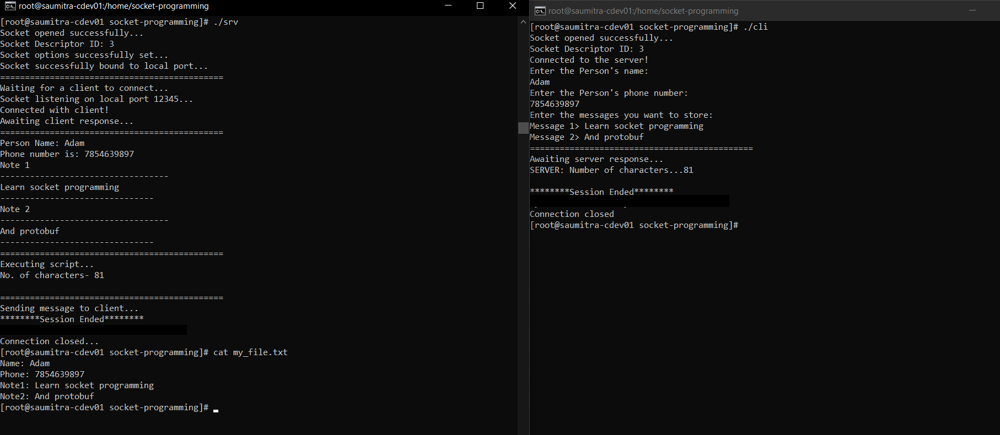 root@saumitra-cdev01:/home/socket-programming
[root@saumitra-cdev01 socket-programming]# ./srv
Socket opened successfully...
Socket Descriptor ID: 3
Socket options successfully set...
Socket successfully bound to local port...
=============================================
Waiting for a client to connect...
Socket listening on local port 12345...
Connected with client!
Awaiting client response...
=============================================
Person Name: Adam
Phone number is: 7854639897
Note 1
----------------------------------
Learn socket programming
-------------------------------
Note 2
----------------------------------
And protobuf
-------------------------------
=============================================
Executing script...
No. of characters- 81
=============================================
Sending message to client...
********Session Ended********
Connection closed...
[root@saumitra-cdev01 socket-programming]# cat my_file.txt
Name: Adam
Phone: 7854639897
Note1: Learn socket programming
Note2: And protobuf
[root@saumitra-cdev01 socket-programming]#
root@saumitra-cdev01:/home/socket-programming
[root@saumitra-cdev01 socket-programming]# ./cli
Socket opened successfully...
Socket Descriptor ID: 3
Connected to the server!
Enter the Person's name:
Adam
Enter the Person's phone number:
7854639897
Enter the messages you want to store:
Message 1> Learn socket programming
Message 2> And protobuf
=============================================
Awaiting server response...
SERVER: Number of characters...81
********Session Ended********
Connection closed
[root@saumitra-cdev01 socket-programming]#